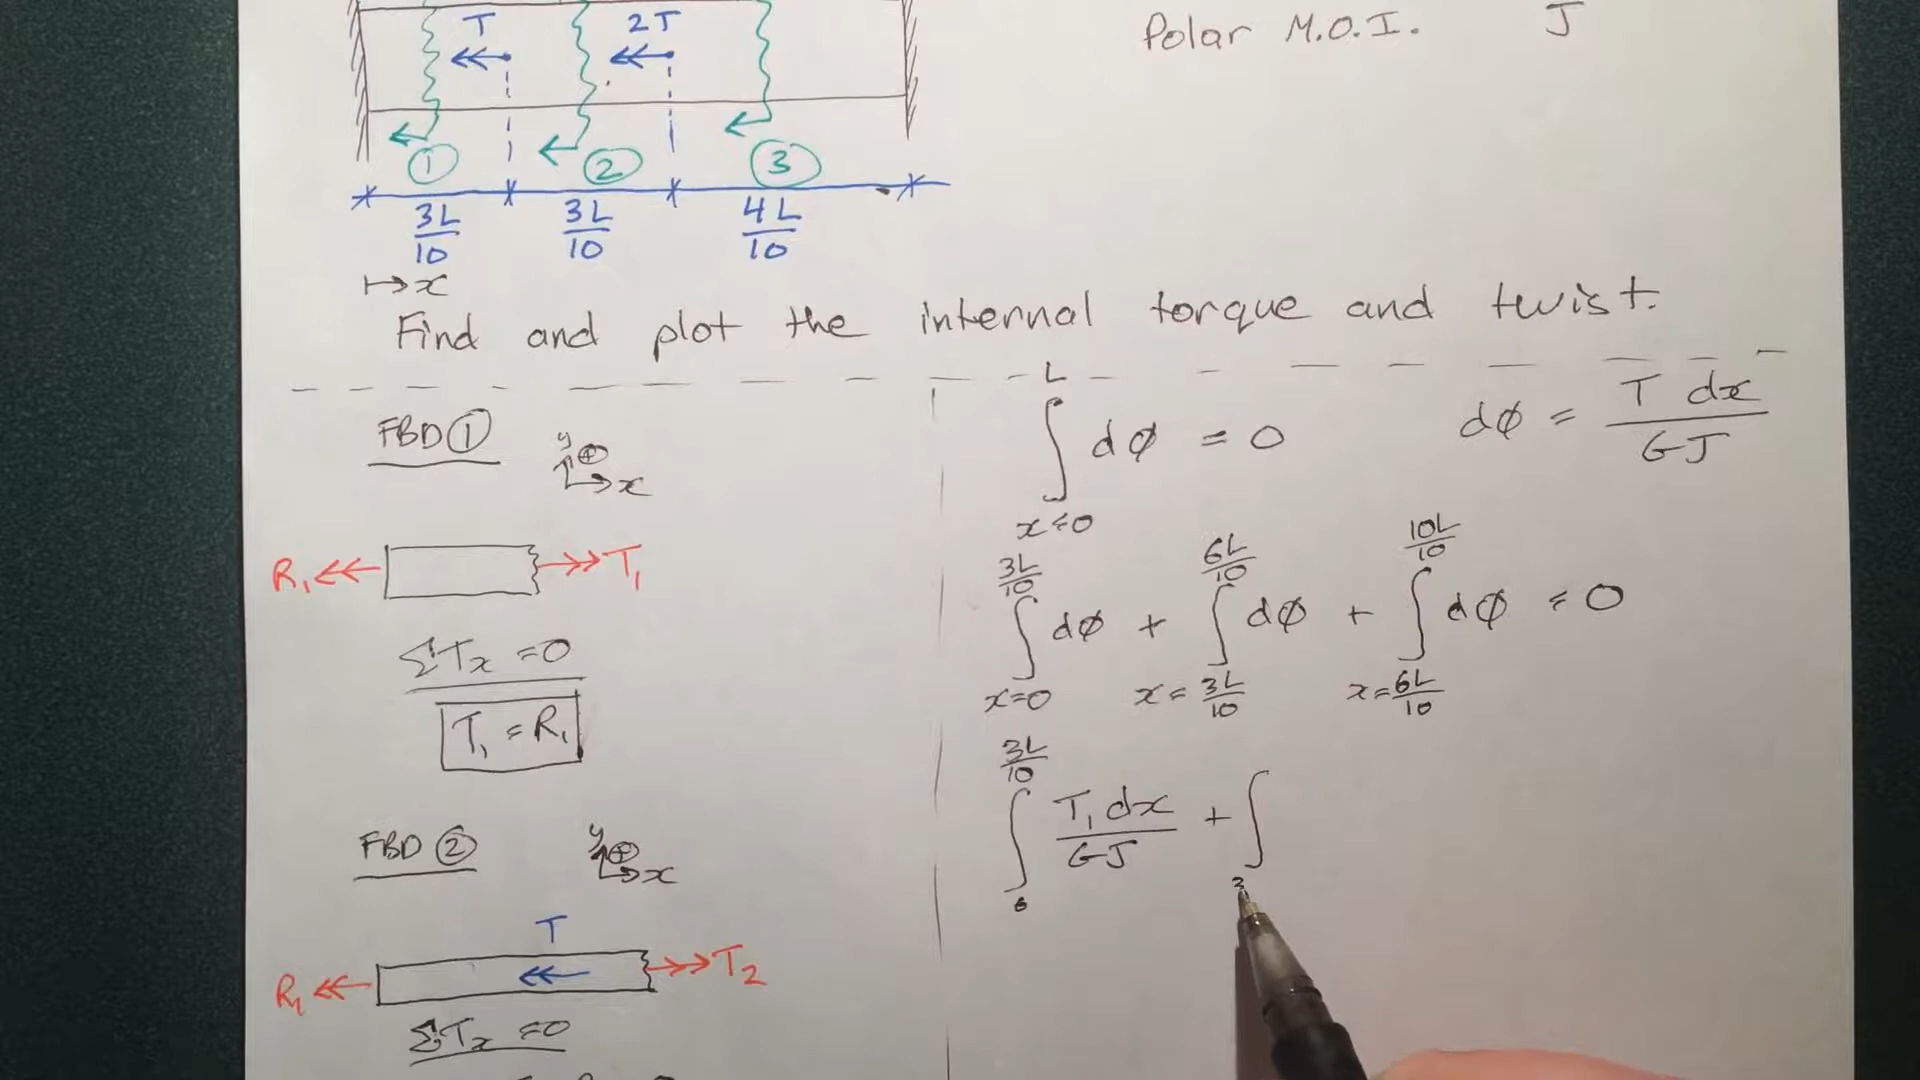 T 2T
① ② ③
3L/10 3L/10 4L/10
↦ x
Polar M.O.I. J
Find and plot the internal torque and twist.
FBD ①
y ⊕ x
R₁ T₁
ΣTx = 0
T₁ = R₁
FBD ②
y ⊕ x
T
R₁ T₂
ΣTx = 0
L
∫ dφ = 0 dφ = T dx / GJ
x=0
3L/10 6L/10 10L/10
∫ dφ + ∫ dφ + ∫ dφ = 0
x=0 x=3L/10 x=6L/10
3L/10
∫ T₁ dx / GJ + ∫
0 3